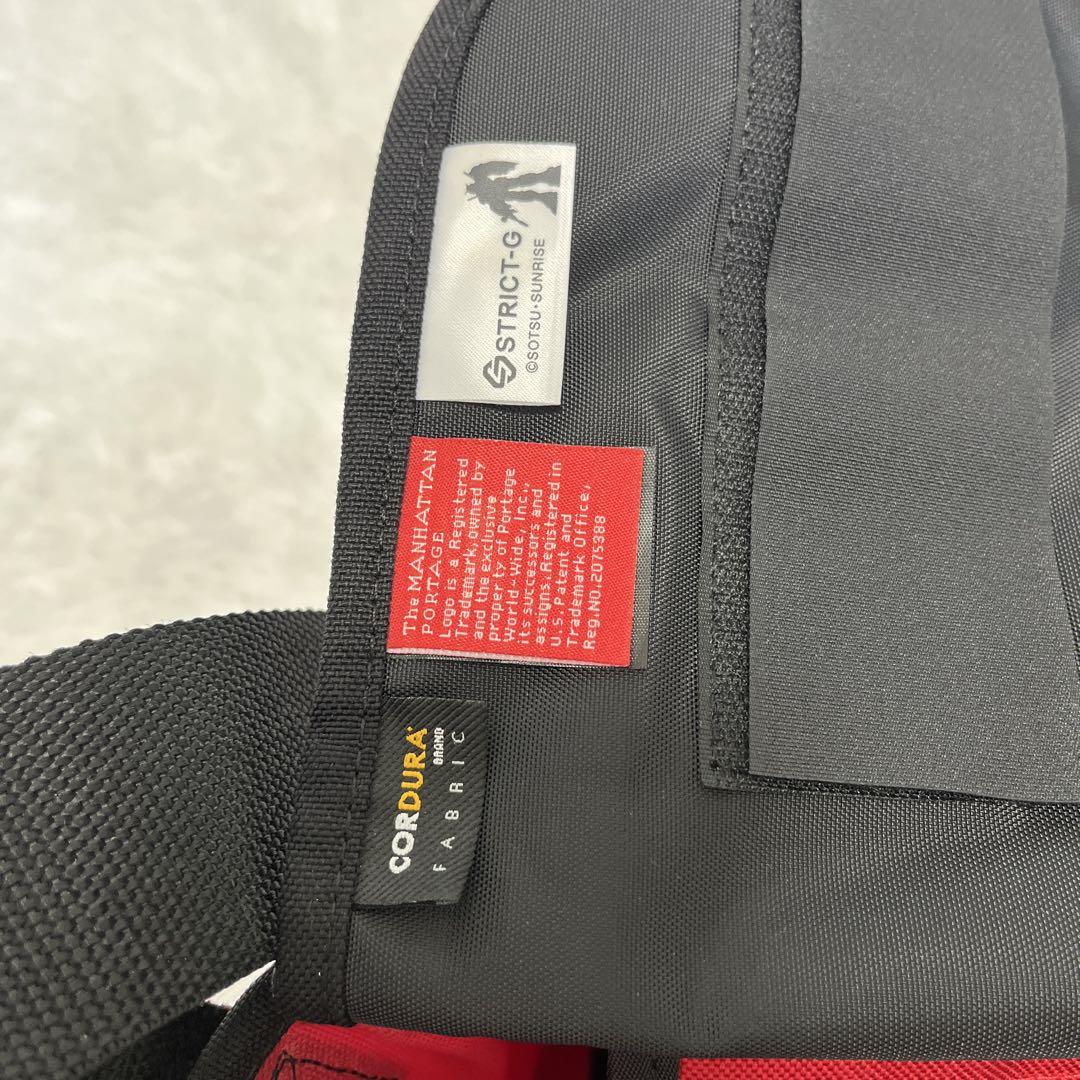 STRICT-G
©SOTSU・SUNRISE
The MANHATTAN
PORTAGE
Logo is a Registered
Trademark, owned by
and the exclusive
property of Portage
World-Wide, Inc.,
its successors and
assigns. Registered in
U.S. Patent and
Trademark Office,
Reg.NO.2075388
CORDURA®
BRAND
FABRIC